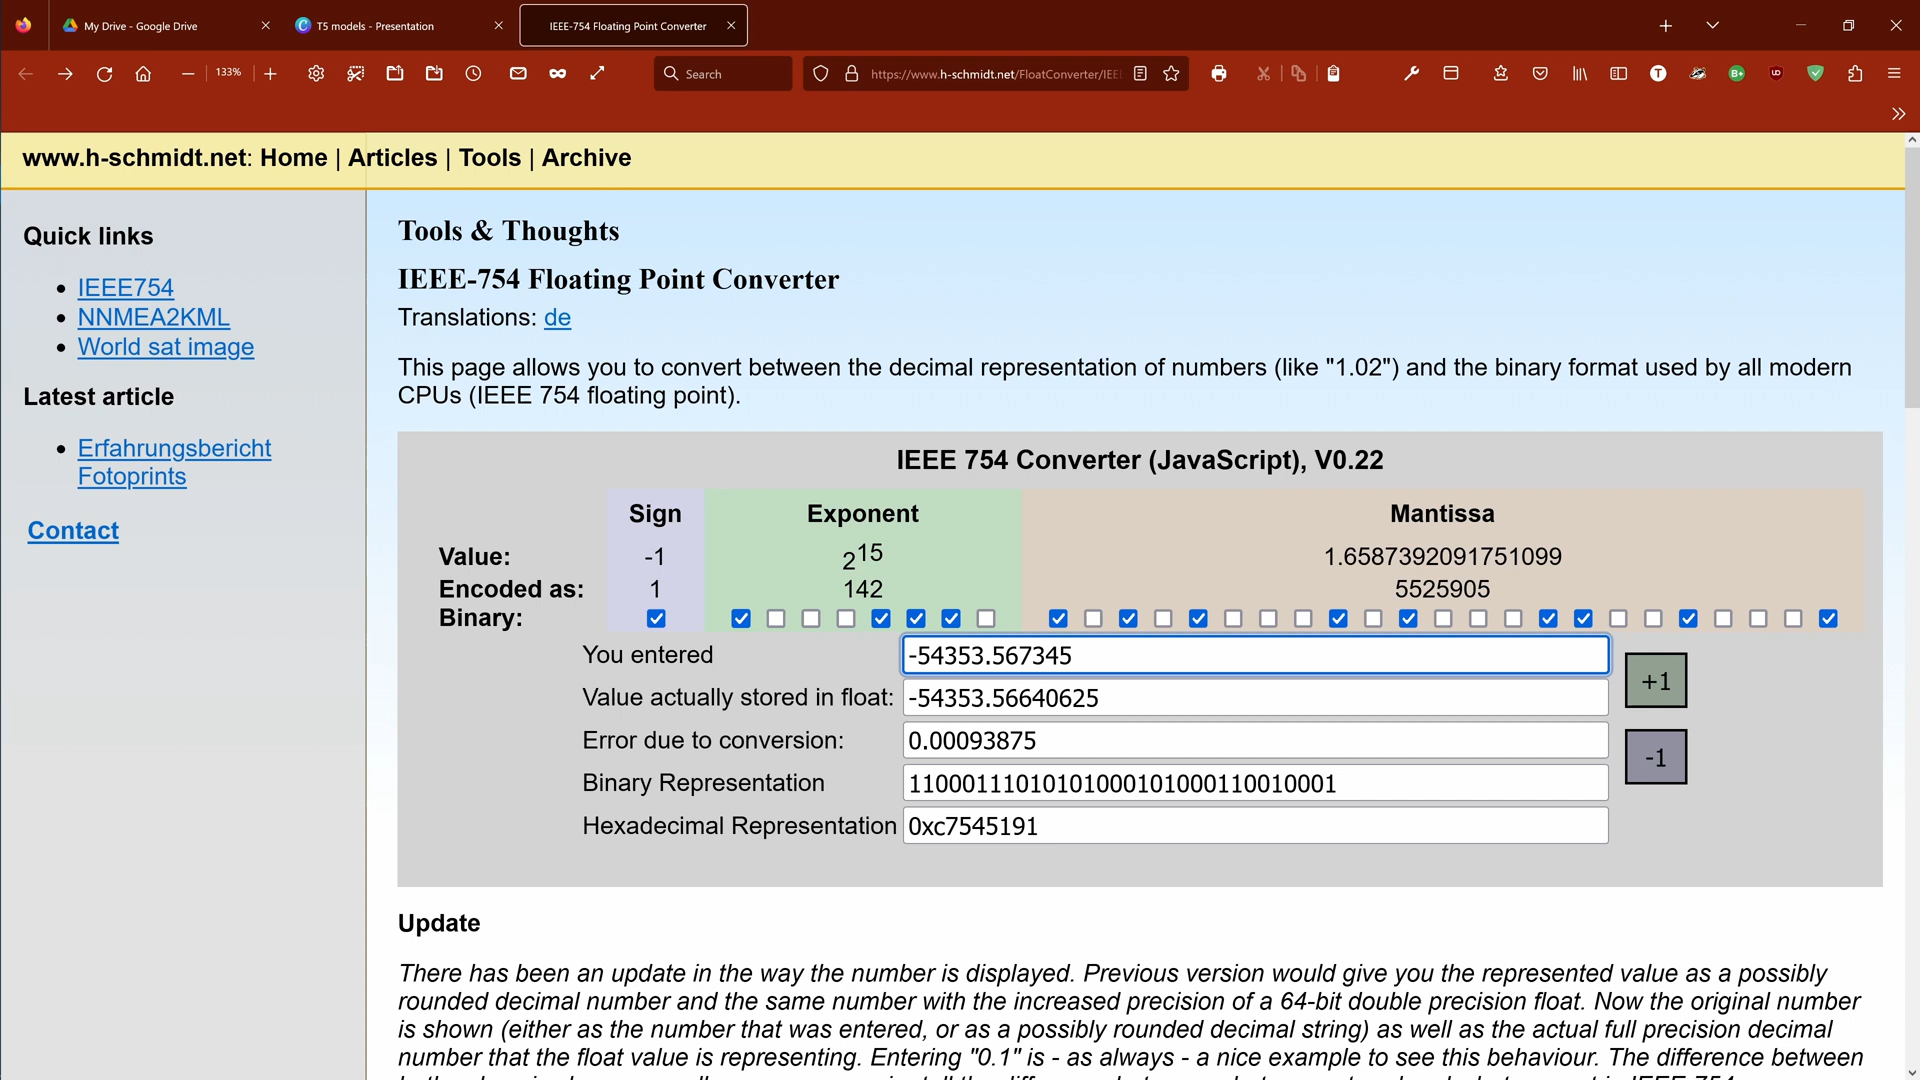 My Drive - Google Drive
T5 models - Presentation
IEEE-754 Floating Point Converter
133%
Search
https://www.h-schmidt.net/FloatConverter/IEE
www.h-schmidt.net: Home | Articles | Tools | Archive
Quick links
IEEE754
NNMEA2KML
World sat image
Latest article
Erfahrungsbericht
Fotoprints
Contact
Tools & Thoughts
IEEE-754 Floating Point Converter
Translations: de
This page allows you to convert between the decimal representation of numbers (like "1.02") and the binary format used by all modern
CPUs (IEEE 754 floating point).
IEEE 754 Converter (JavaScript), V0.22
Sign Exponent Mantissa
Value: -1 2^15 1.6587392091751099
Encoded as: 1 142 5525905
Binary:
You entered -54353.567345
Value actually stored in float: -54353.56640625
+1
Error due to conversion: 0.00093875
-1
Binary Representation 11000111010101000101000110010001
Hexadecimal Representation 0xc7545191
Update
There has been an update in the way the number is displayed. Previous version would give you the represented value as a possibly
rounded decimal number and the same number with the increased precision of a 64-bit double precision float. Now the original number
is shown (either as the number that was entered, or as a possibly rounded decimal string) as well as the actual full precision decimal
number that the float value is representing. Entering "0.1" is - as always - a nice example to see this behaviour. The difference between